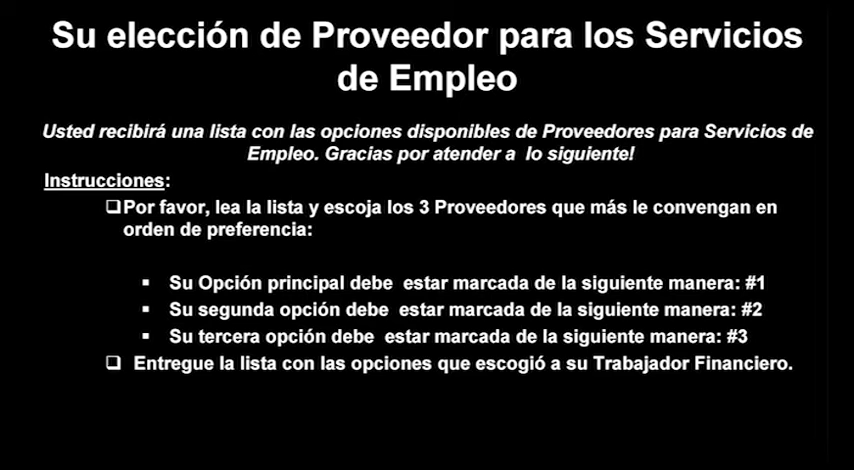 Su elección de Proveedor para los Servicios
de Empleo
Usted recibirá una lista con las opciones disponibles de Proveedores para Servicios de
Empleo. Gracias por atender a lo siguiente!
Instrucciones:
❑Por favor, lea la lista y escoja los 3 Proveedores que más le convengan en
orden de preferencia:
▪ Su Opción principal debe estar marcada de la siguiente manera: #1
▪ Su segunda opción debe estar marcada de la siguiente manera: #2
▪ Su tercera opción debe estar marcada de la siguiente manera: #3
❑ Entregue la lista con las opciones que escogió a su Trabajador Financiero.